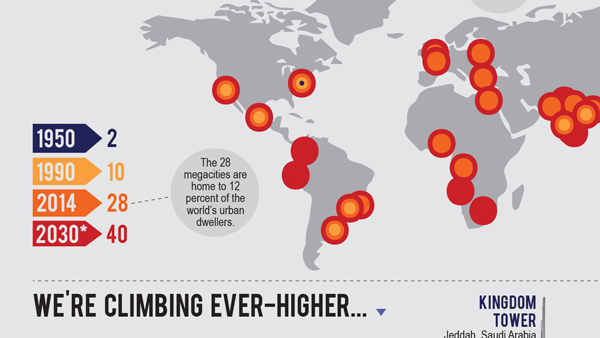 1950 2
1990 10
2014 28
2030* 40
The 28
megacities are
home to 12
percent of the
world's urban
dwellers.
WE'RE CLIMBING EVER-HIGHER...
KINGDOM
TOWER
Jeddah, Saudi Arabia